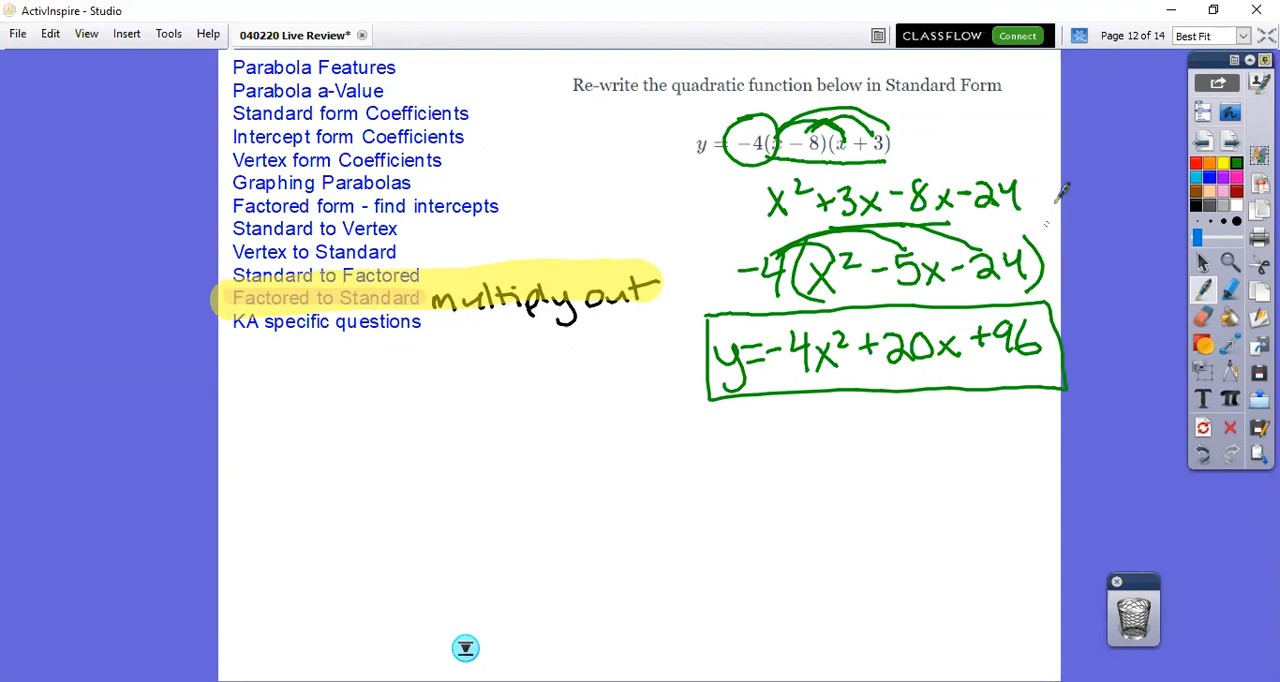 ActivInspire - Studio
File Edit View Insert Tools Help
040220 Live Review*
CLASSFLOW Connect
Page 12 of 14 Best Fit
Parabola Features
Parabola a-Value
Standard form Coefficients
Intercept form Coefficients
Vertex form Coefficients
Graphing Parabolas
Factored form - find intercepts
Standard to Vertex
Vertex to Standard
Standard to Factored
Factored to Standard multiply out
KA specific questions
Re-write the quadratic function below in Standard Form
y = −4(x − 8)(x + 3)
x² +3x -8x -24
-4(x² -5x -24)
y=-4x² +20x +96